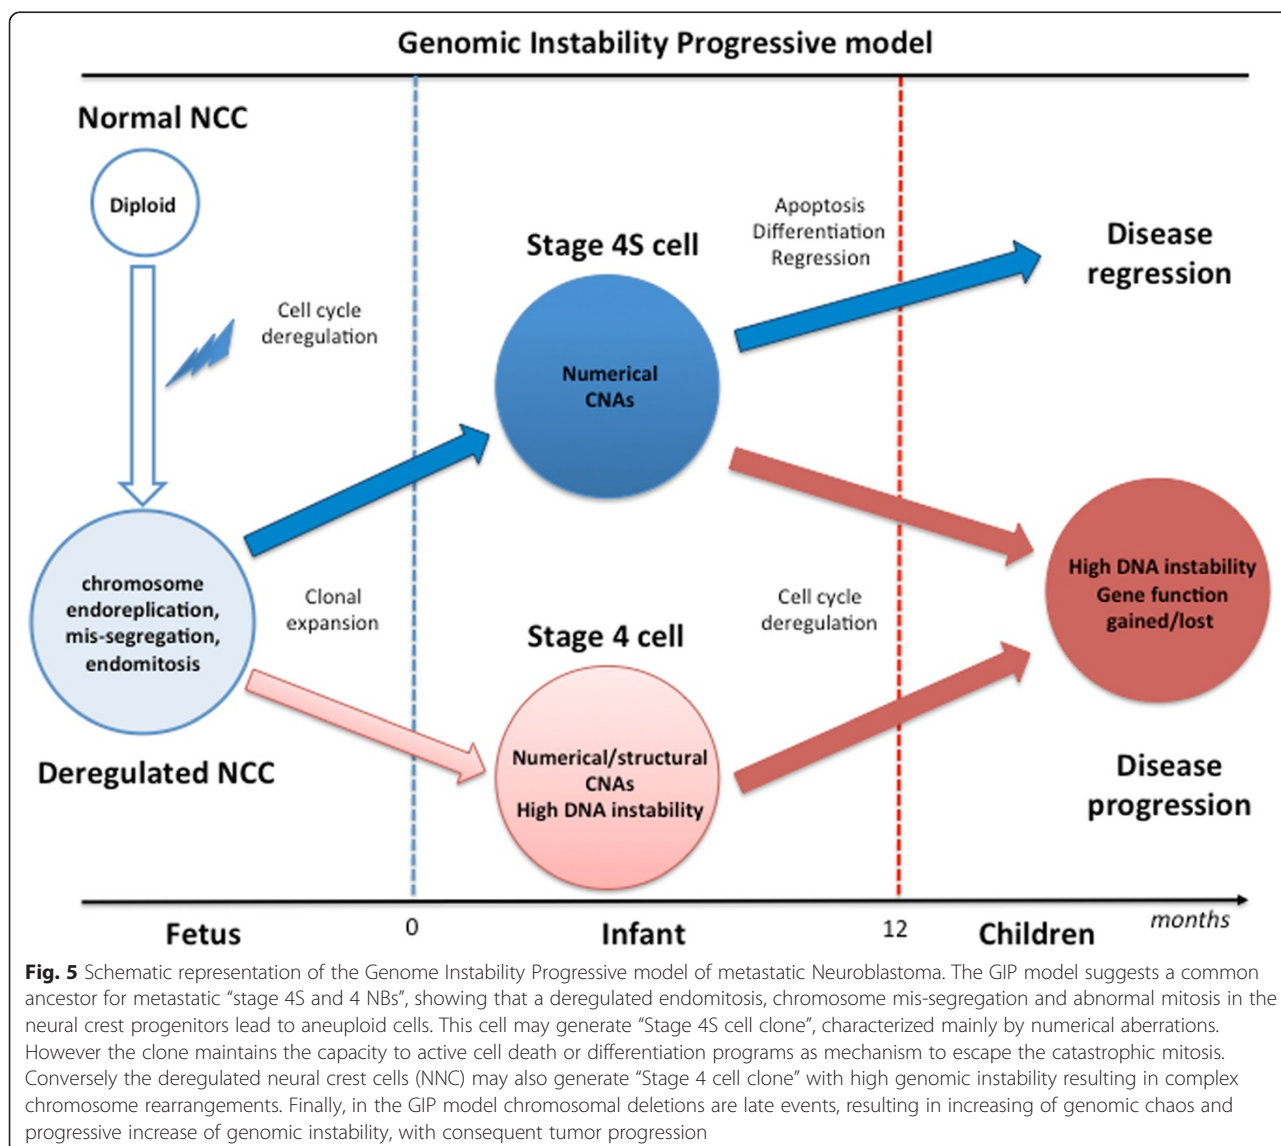 Genomic Instability Progressive model
Normal NCC
Diploid
Cell cycle
deregulation
chromosome
endoreplication,
mis-segregation,
endomitosis
Deregulated NCC
Clonal
expansion
Stage 4S cell
Numerical
CNAs
Stage 4 cell
Numerical/structural
CNAs
High DNA instability
Apoptosis
Differentiation
Regression
Disease
regression
Cell cycle
deregulation
High DNA instability
Gene function
gained/lost
Disease
progression
Fetus
0
Infant
12
Children
months
Fig. 5 Schematic representation of the Genome Instability Progressive model of metastatic Neuroblastoma. The GIP model suggests a common
ancestor for metastatic “stage 4S and 4 NBs”, showing that a deregulated endomitosis, chromosome mis-segregation and abnormal mitosis in the
neural crest progenitors lead to aneuploid cells. This cell may generate “Stage 4S cell clone”, characterized mainly by numerical aberrations.
However the clone maintains the capacity to active cell death or differentiation programs as mechanism to escape the catastrophic mitosis.
Conversely the deregulated neural crest cells (NNC) may also generate “Stage 4 cell clone” with high genomic instability resulting in complex
chromosome rearrangements. Finally, in the GIP model chromosomal deletions are late events, resulting in increasing of genomic chaos and
progressive increase of genomic instability, with consequent tumor progression